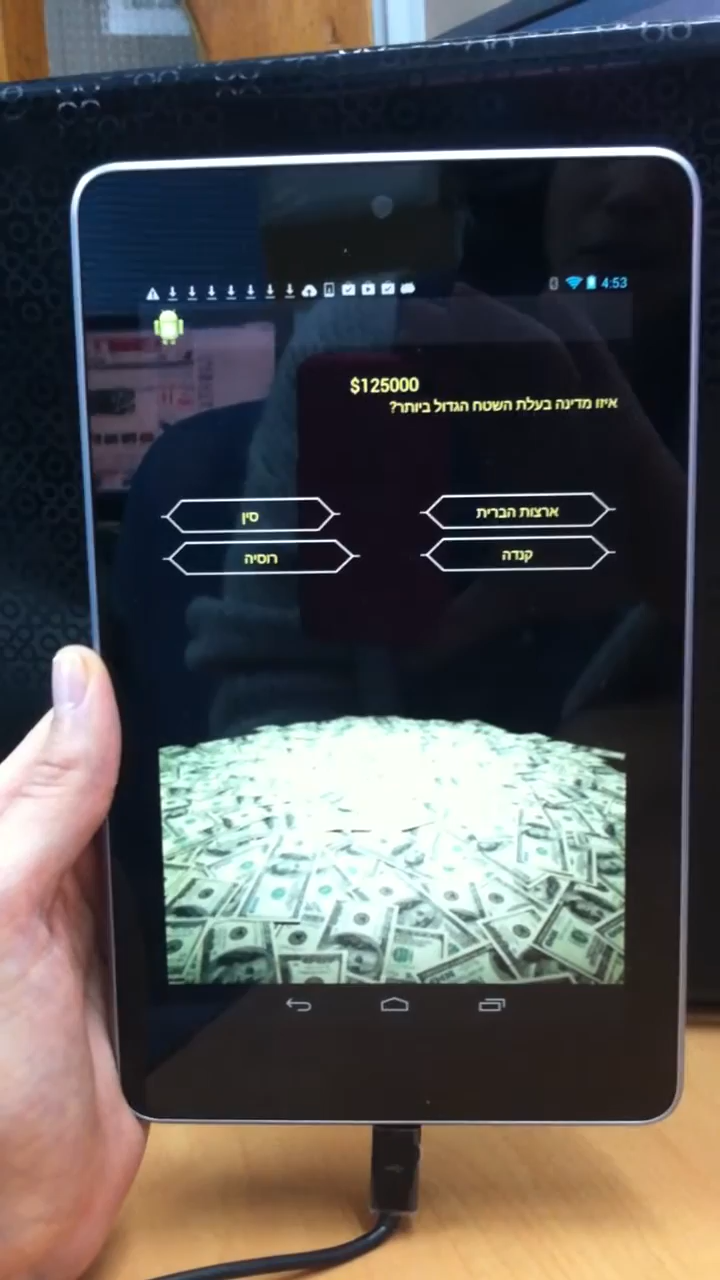 4:53
$125000
איזו מדינה בעלת השטח הגדול ביותר?
ארצות הברית
סין
קנדה
רוסיה